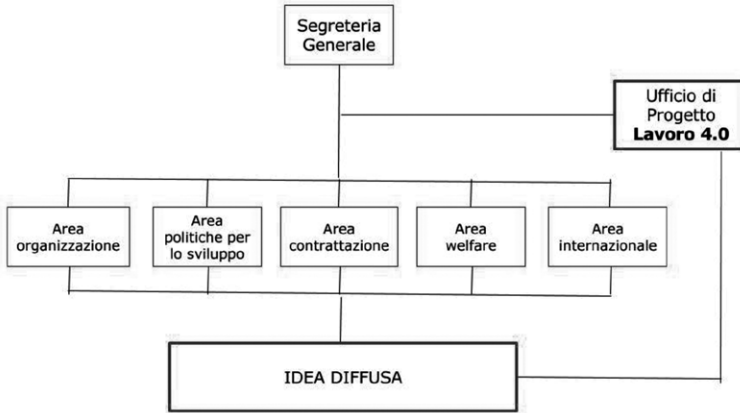 Segreteria
Generale
Ufficio di
Progetto
Lavoro 4.0
Area
organizzazione
Area
politiche per
lo sviluppo
Area
contrattazione
Area
welfare
Area
internazionale
IDEA DIFFUSA